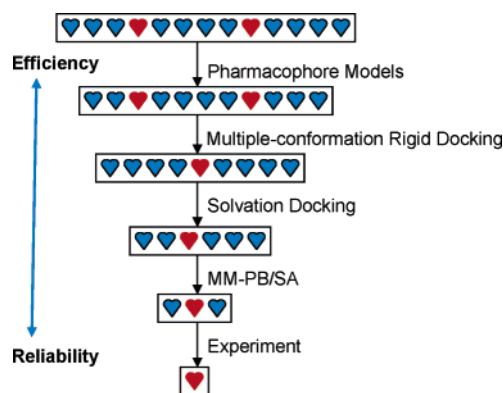 Efficiency
Pharmacophore Models
Multiple-conformation Rigid Docking
Solvation Docking
MM-PB/SA
Experiment
Reliability